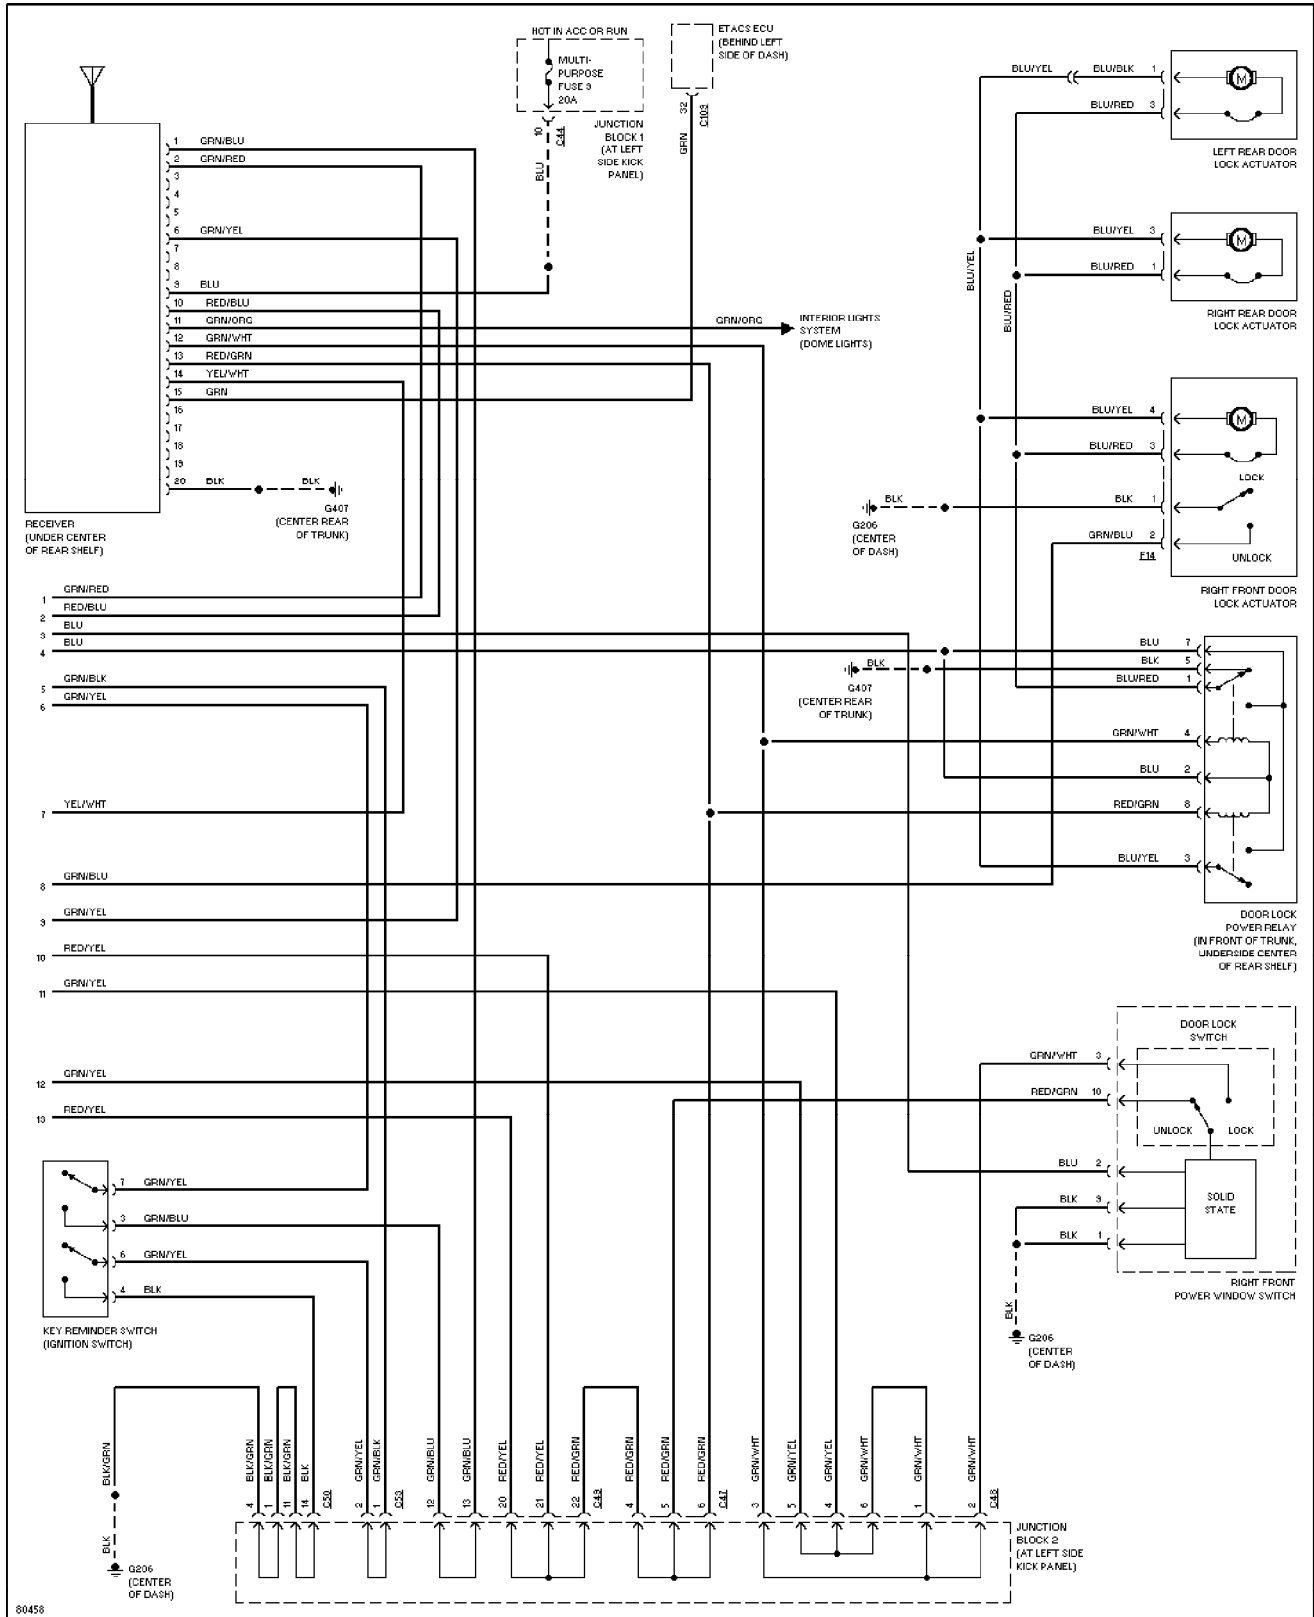 HOT IN ACC OR RUN
MULTI-
PURPOSE
FUSE 9
20A
JUNCTION
BLOCK 1
(AT LEFT
SIDE KICK
PANEL)
10
C44
BLU
ETACS ECU
(BEHIND LEFT
SIDE OF DASH)
32
C103
GRN
1 GRN/BLU
2 GRN/RED
3
4
5
6 GRN/YEL
7
8
9 BLU
10 RED/BLU
11 GRN/ORG
12 GRN/WHT
13 RED/GRN
14 YEL/WHT
15 GRN
16
17
18
19
20 BLK
BLK
G407
(CENTER REAR
OF TRUNK)
RECEIVER
(UNDER CENTER
OF REAR SHELF)
GRN/ORG
INTERIOR LIGHTS
SYSTEM
(DOME LIGHTS)
BLU/YEL
BLU/BLK 1
M
BLU/RED 3
LEFT REAR DOOR
LOCK ACTUATOR
BLU/YEL 3
M
BLU/RED 1
RIGHT REAR DOOR
LOCK ACTUATOR
BLU/YEL
BLU/RED
BLU/YEL 4
M
BLU/RED 3
LOCK
BLK
BLK 1
G206
(CENTER
OF DASH)
GRN/BLU 2
F14
UNLOCK
RIGHT FRONT DOOR
LOCK ACTUATOR
1 GRN/RED
2 RED/BLU
3 BLU
4 BLU
5 GRN/BLK
6 GRN/YEL
7 YEL/WHT
8 GRN/BLU
9 GRN/YEL
10 RED/YEL
11 GRN/YEL
12 GRN/YEL
13 RED/YEL
BLU 7
BLK
BLK 5
BLU/RED 1
G407
(CENTER REAR
OF TRUNK)
GRN/WHT 4
BLU 2
RED/GRN 8
BLU/YEL 3
DOOR LOCK
POWER RELAY
(IN FRONT OF TRUNK,
UNDERSIDE CENTER
OF REAR SHELF)
DOOR LOCK
SWITCH
GRN/WHT 3
RED/GRN 10
UNLOCK
LOCK
BLU 2
BLK 9
BLK 1
SOLID
STATE
RIGHT FRONT
POWER WINDOW SWITCH
BLK
G206
(CENTER
OF DASH)
7 GRN/YEL
3 GRN/BLU
6 GRN/YEL
4 BLK
KEY REMINDER SWITCH
(IGNITION SWITCH)
BLK/GRN
BLK
G206
(CENTER
OF DASH)
4 BLK/GRN
1 BLK/GRN
11 BLK/GRN
14 BLK
C50
2 GRN/YEL
1 GRN/BLK
C53
12 GRN/BLU
13 GRN/BLU
20 RED/YEL
21 RED/YEL
22 RED/GRN
C49
4 RED/GRN
5 RED/GRN
6 RED/GRN
C47
3 GRN/WHT
5 GRN/YEL
4 GRN/YEL
6 GRN/WHT
1 GRN/WHT
2 GRN/WHT
C48
JUNCTION
BLOCK 2
(AT LEFT SIDE
KICK PANEL)
80458